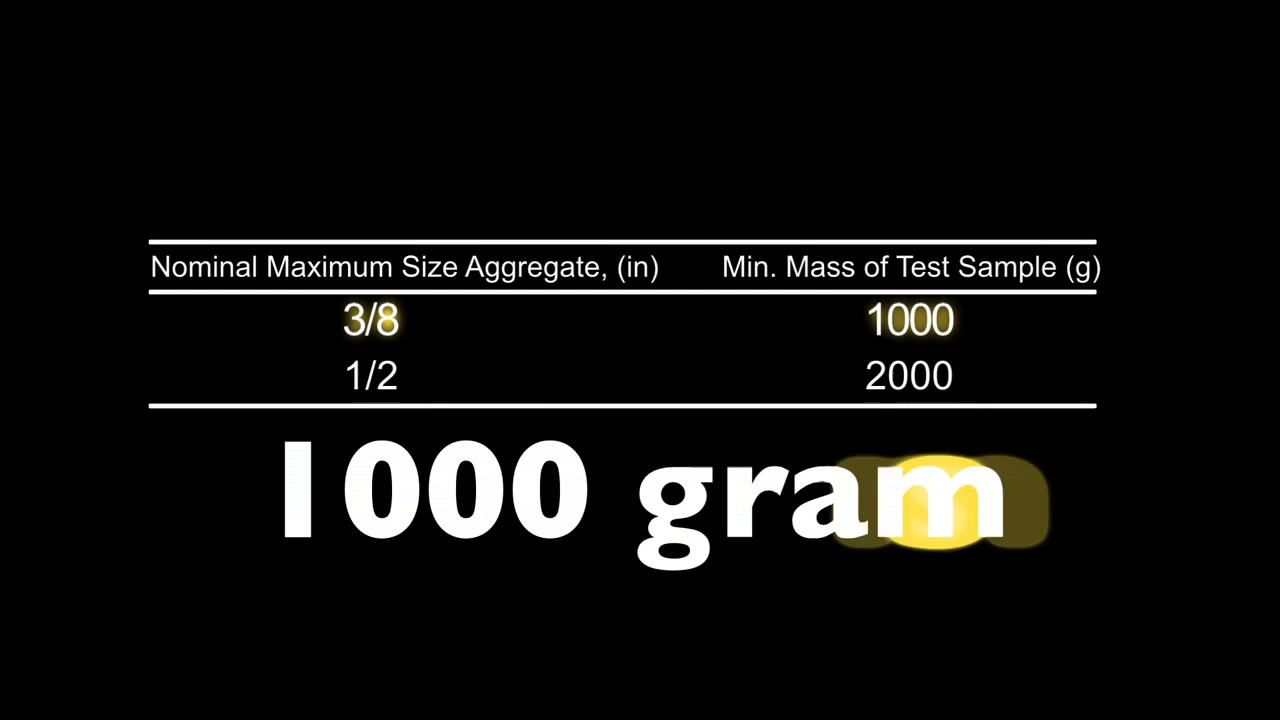 Nominal Maximum Size Aggregate, (in) Min. Mass of Test Sample (g)
3/8 1000
1/2 2000
1000 gram